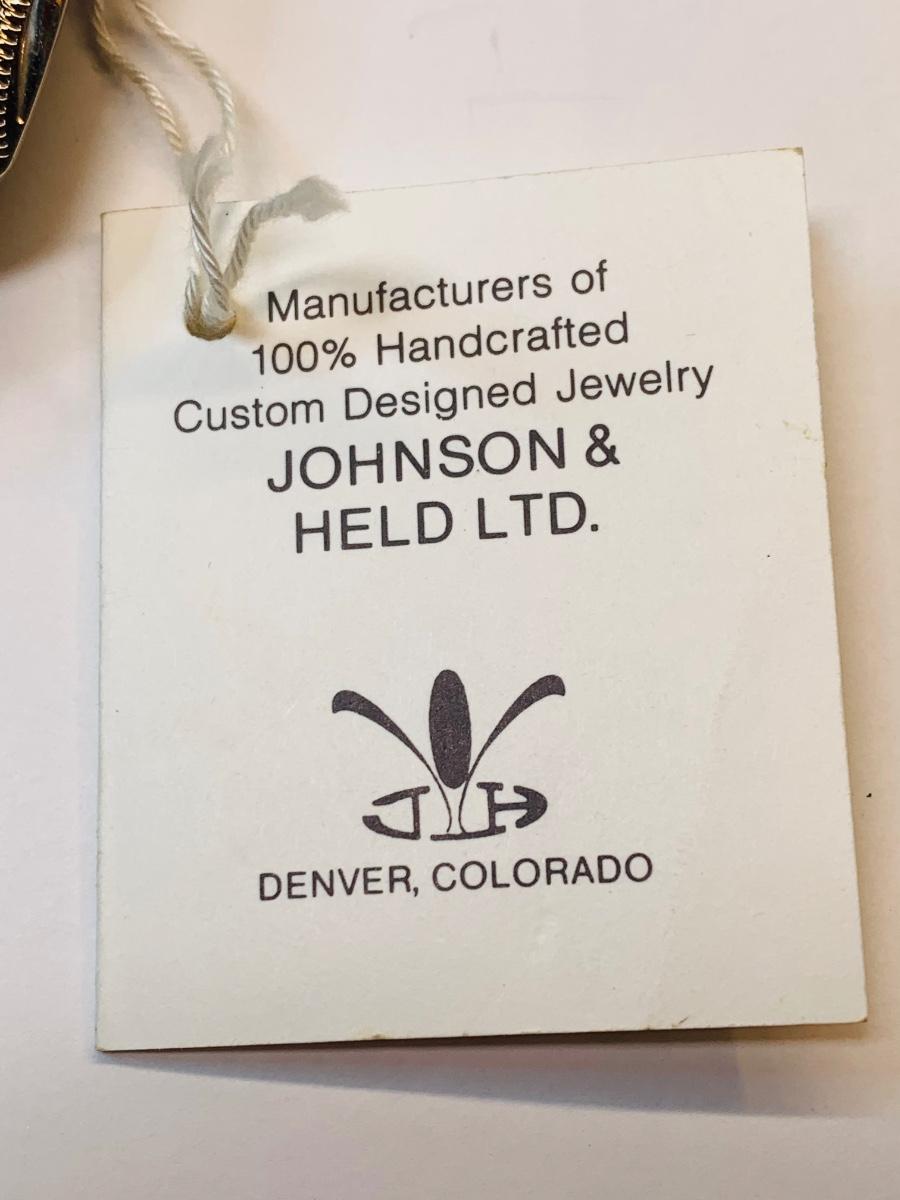 Manufacturers of
100% Handcrafted
Custom Designed Jewelry
JOHNSON &
HELD LTD.
JH
DENVER, COLORADO